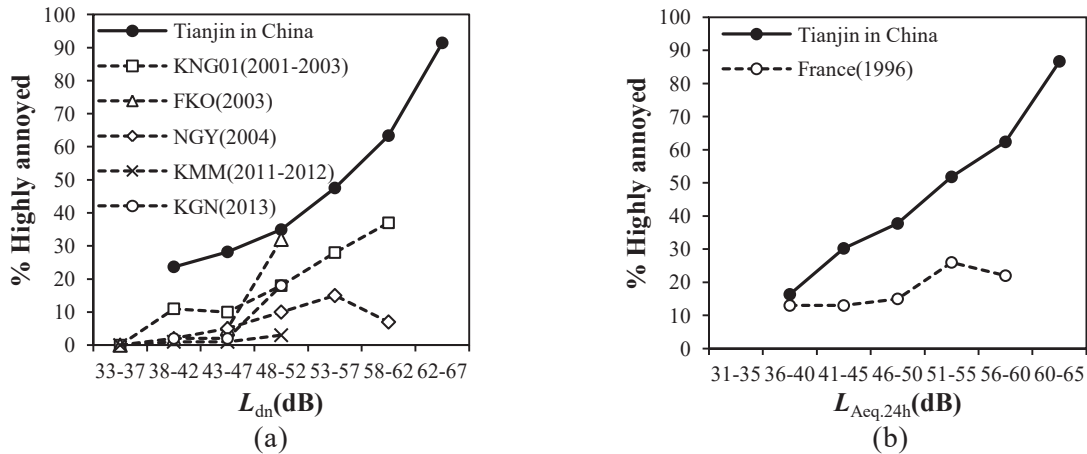 % Highly annoyed
100
90
80
70
60
50
40
30
20
10
0
Tianjin in China
KNG01(2001-2003)
FKO(2003)
NGY(2004)
KMM(2011-2012)
KGN(2013)
33-37 38-42 43-47 48-52 53-57 58-62 62-67
Ldn(dB)
(a)
% Highly annoyed
100
90
80
70
60
50
40
30
20
10
0
Tianjin in China
France(1996)
31-35 36-40 41-45 46-50 51-55 56-60 60-65
LAeq.24h(dB)
(b)